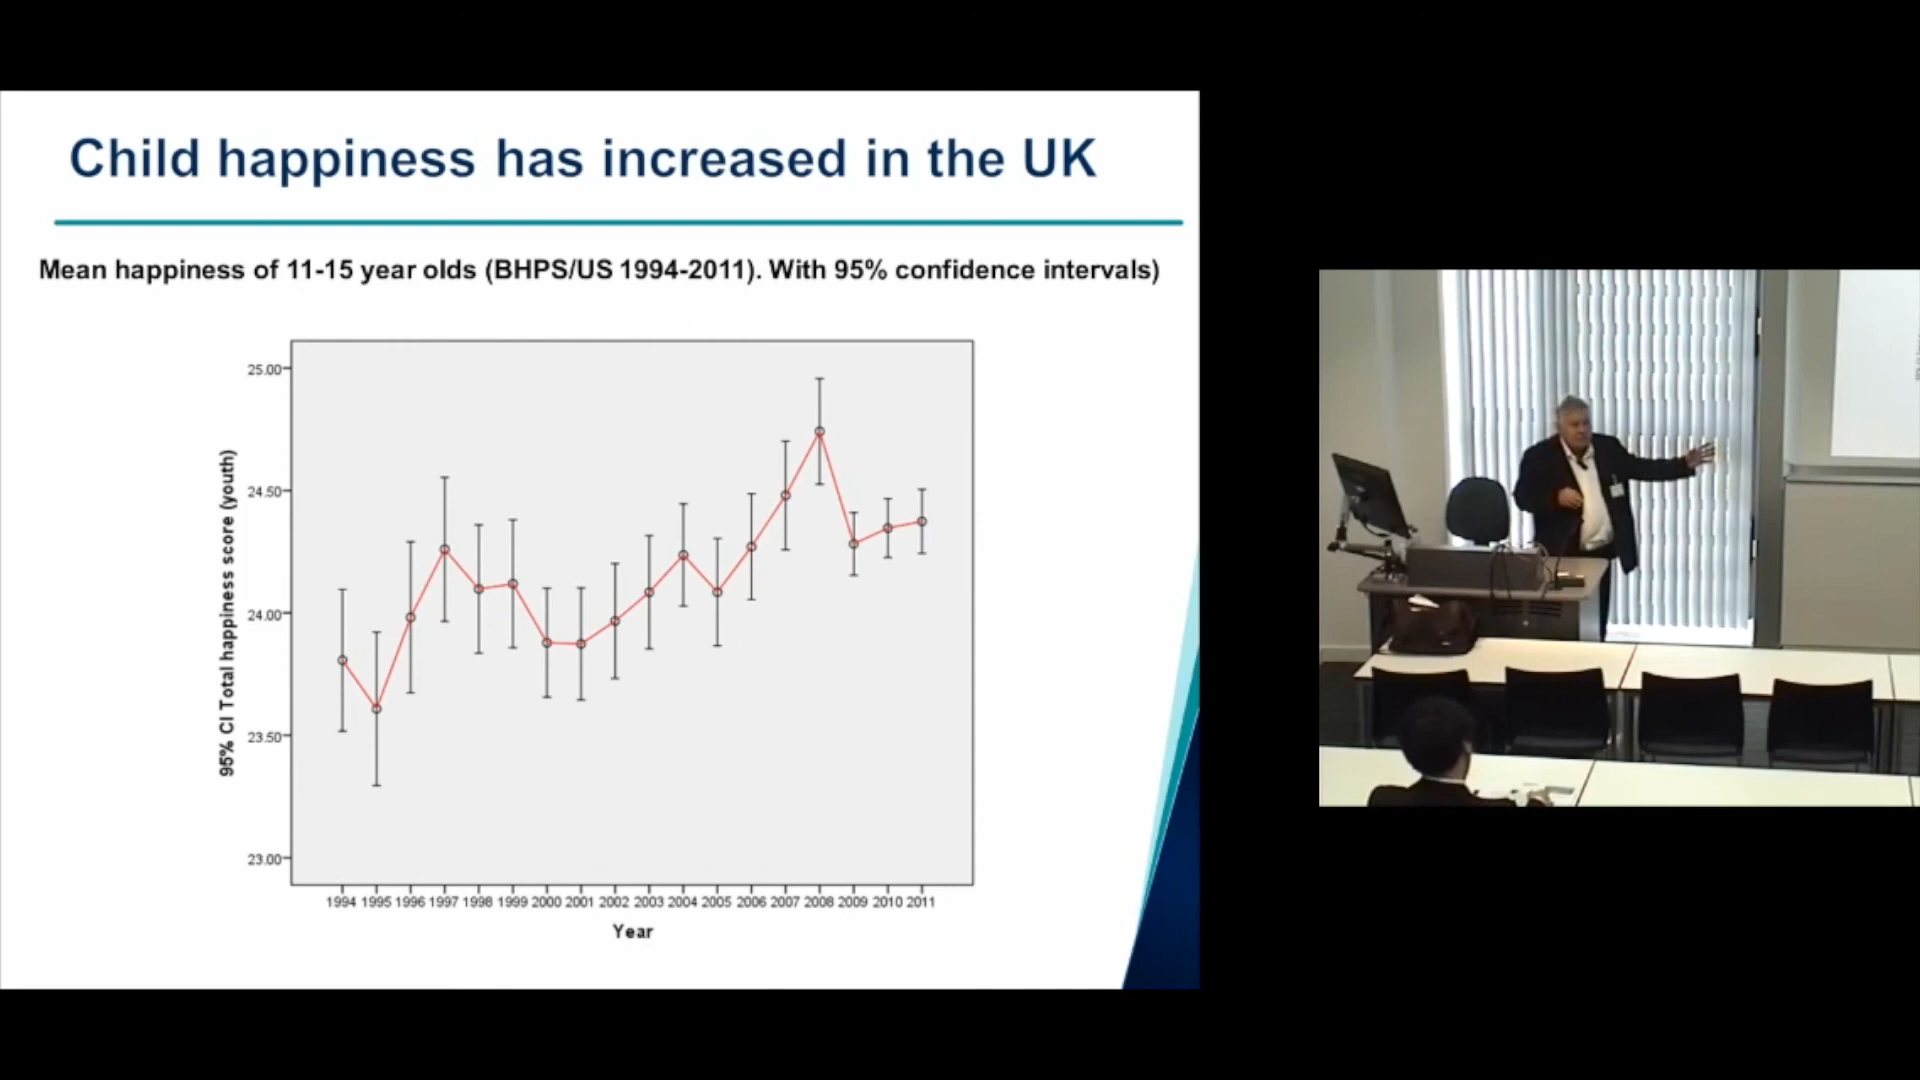 Child happiness has increased in the UK
Mean happiness of 11-15 year olds (BHPS/US 1994-2011). With 95% confidence intervals)
95% CI Total happiness score (youth)
25.00
24.50
24.00
23.50
23.00
1994 1995 1996 1997 1998 1999 2000 2001 2002 2003 2004 2005 2006 2007 2008 2009 2010 2011
Year